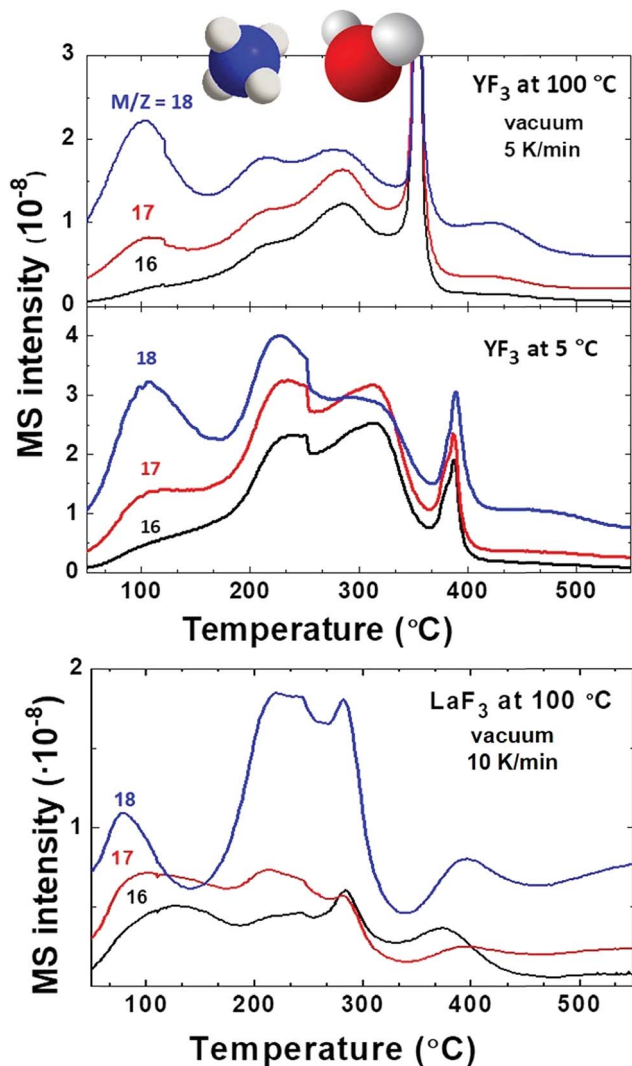 3
M/Z = 18
YF₃ at 100 °C
vacuum
5 K/min
2
17
1
16
0
MS intensity (10⁻⁸)
4
18
YF₃ at 5 °C
3
2
17
1
16
0
100 200 300 400 500
Temperature (°C)
2
LaF₃ at 100 °C
vacuum
10 K/min
18
1
17
16
MS intensity (·10⁻⁸)
100 200 300 400 500
Temperature (°C)